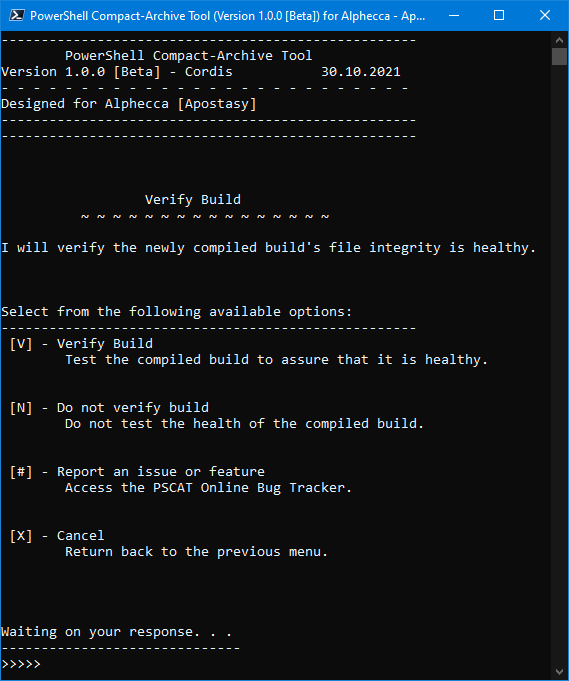 PowerShell Compact-Archive Tool (Version 1.0.0 [Beta]) for Alphecca - Ap...
----------------------------------------------------
PowerShell Compact-Archive Tool
Version 1.0.0 [Beta] - Cordis           30.10.2021
- - - - - - - - - - - - - - - - - - - - - - - - - -
Designed for Alphecca [Apostasy]
----------------------------------------------------
----------------------------------------------------
Verify Build
~ ~ ~ ~ ~ ~ ~ ~ ~ ~ ~ ~ ~ ~ ~ ~
I will verify the newly compiled build's file integrity is healthy.
Select from the following available options:
----------------------------------------------------
[V] - Verify Build
Test the compiled build to assure that it is healthy.
[N] - Do not verify build
Do not test the health of the compiled build.
[#] - Report an issue or feature
Access the PSCAT Online Bug Tracker.
[X] - Cancel
Return back to the previous menu.
Waiting on your response. . .
------------------------------
>>>>>